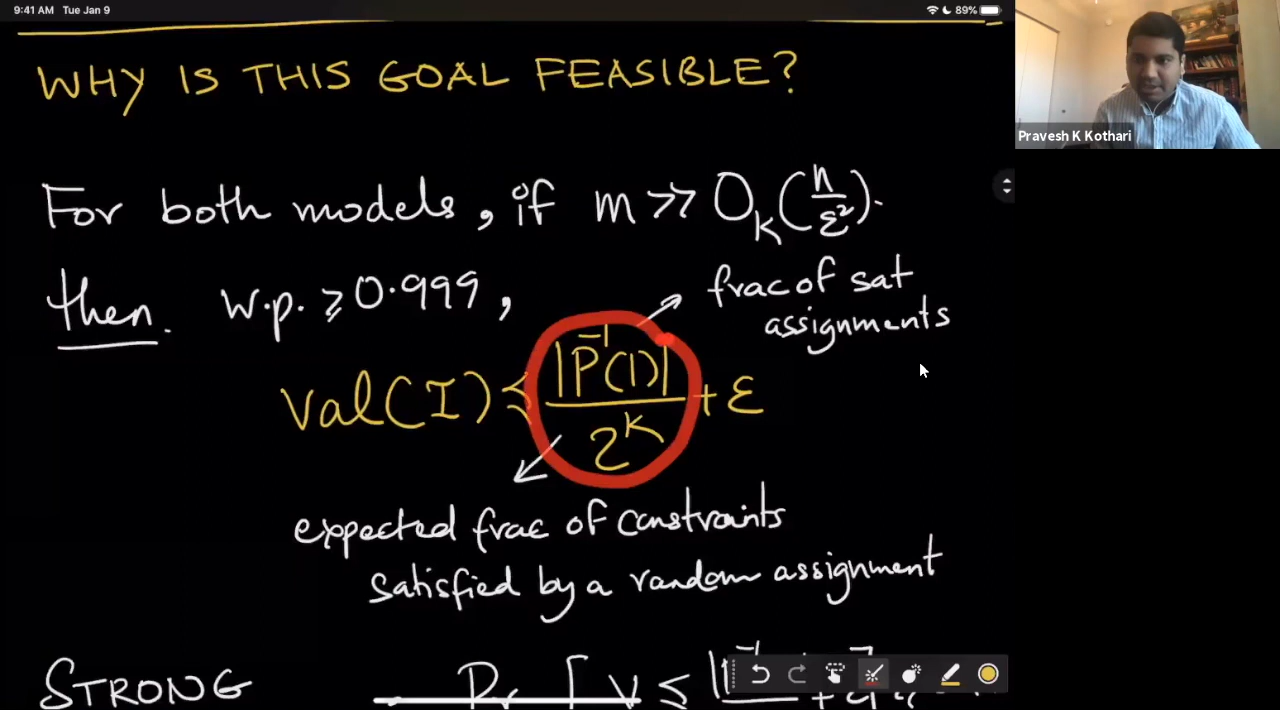 9:41 AM Tue Jan 9
89%
WHY IS THIS GOAL FEASIBLE?
Pravesh K Kothari
For both models, if m >> O_k(n/ε²).
then w.p. ≥ 0.999,
frac of sat
assignments
Val(I) ≤ |P⁻¹(1)|/2^k + ε
expected frac of constraints
satisfied by a random assignment
STRONG Pr [ V ≤